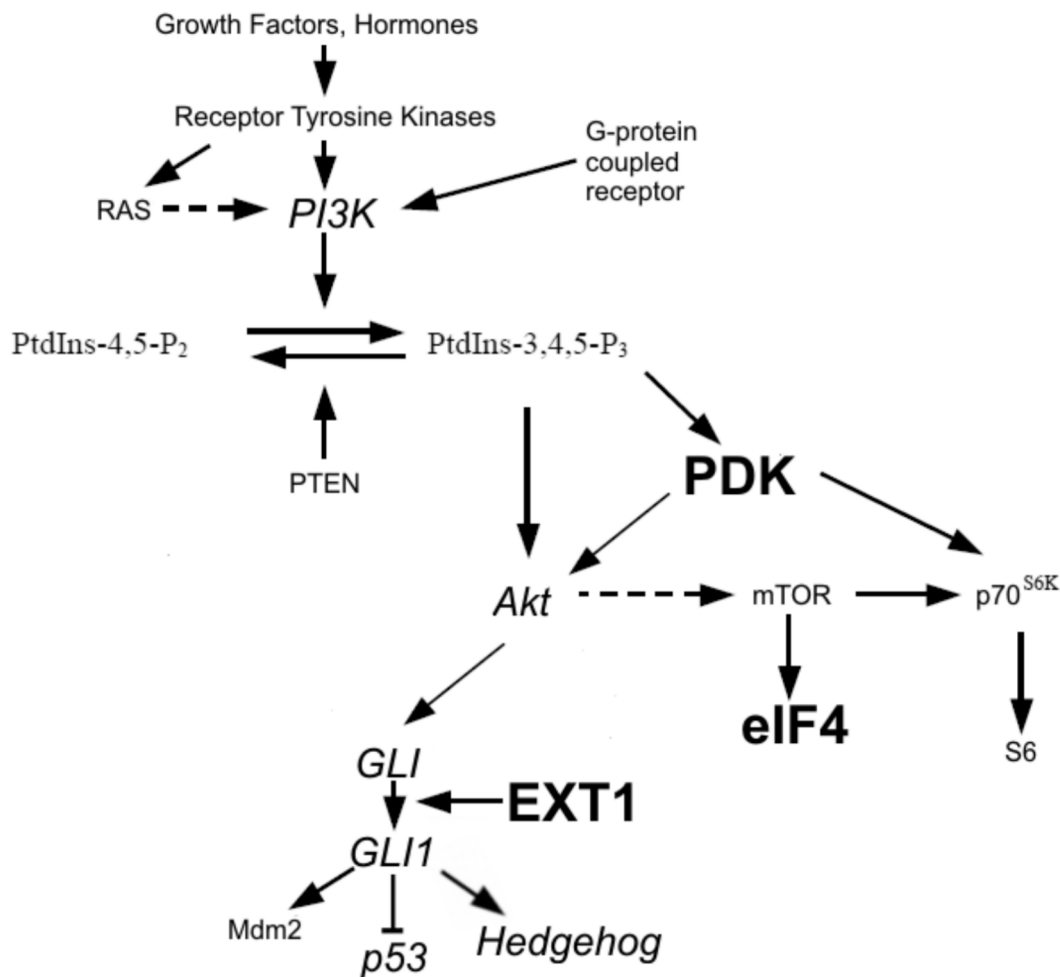 Growth Factors, Hormones
Receptor Tyrosine Kinases
G-protein
coupled
receptor
RAS
PI3K
PtdIns-4,5-P₂
PtdIns-3,4,5-P₃
PTEN
PDK
Akt
mTOR
p70ˢ⁶ᴷ
eIF4
S6
GLI
EXT1
GLI1
Mdm2
p53
Hedgehog